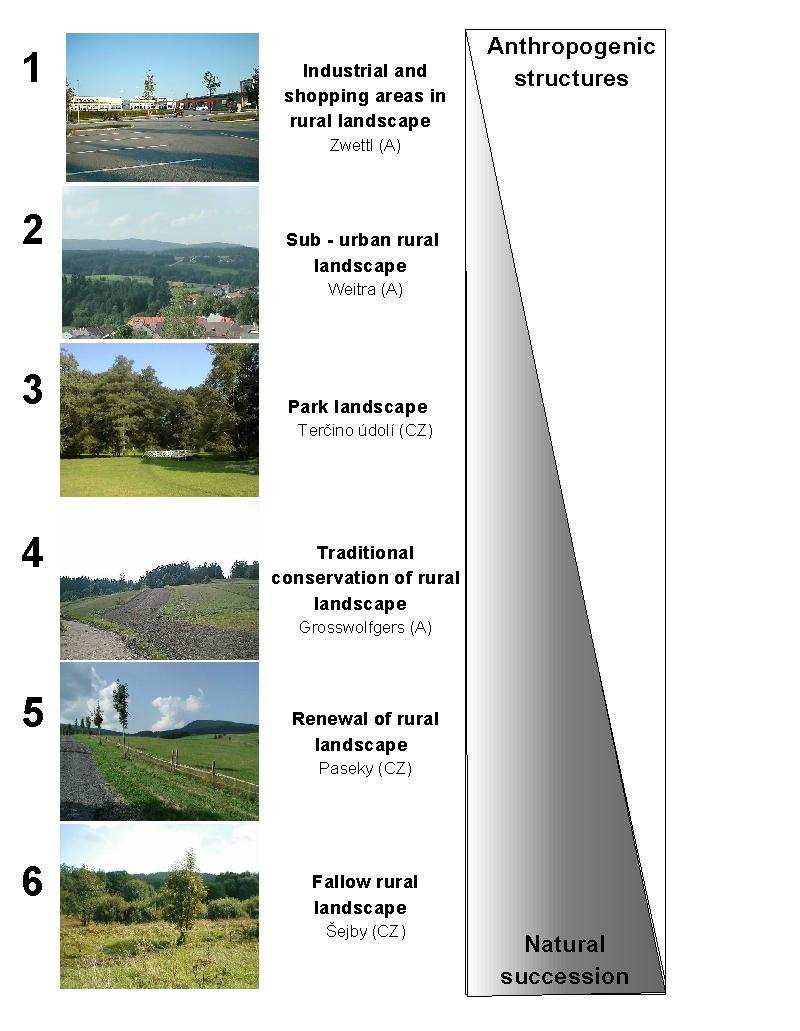 1
Industrial and
shopping areas in
rural landscape
Zwettl (A)
2
Sub - urban rural
landscape
Weitra (A)
3
Park landscape
Terčino údolí (CZ)
4
Traditional
conservation of rural
landscape
Grosswolfgers (A)
5
Renewal of rural
landscape
Paseky (CZ)
6
Fallow rural
landscape
Šejby (CZ)
Anthropogenic
structures
Natural
succession